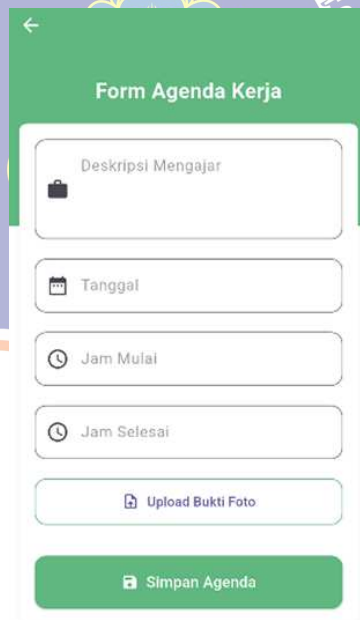 Form Agenda Kerja
Deskripsi Mengajar
Tanggal
Jam Mulai
Jam Selesai
Upload Bukti Foto
Simpan Agenda